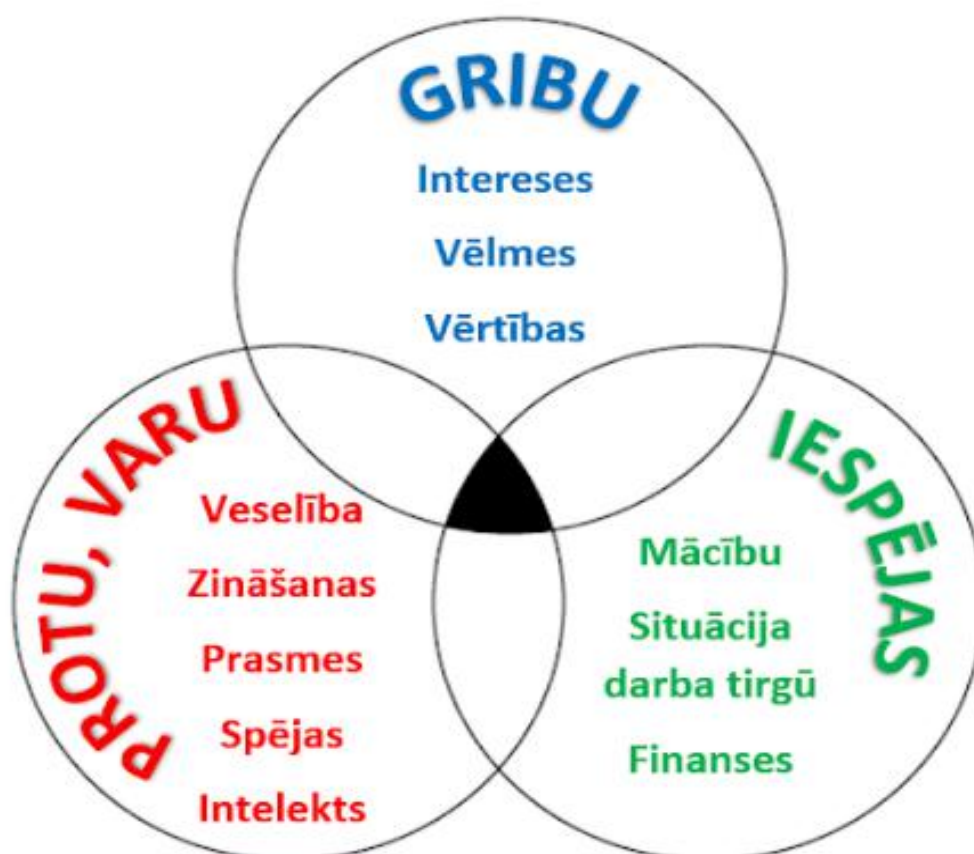 GRIBU
Intereses
Vēlmes
Vērtības
PROTU, VARU
Veselība
Zināšanas
Prasmes
Spējas
Intelekts
IESPĒJAS
Mācību
Situācija
darba tirgū
Finanses